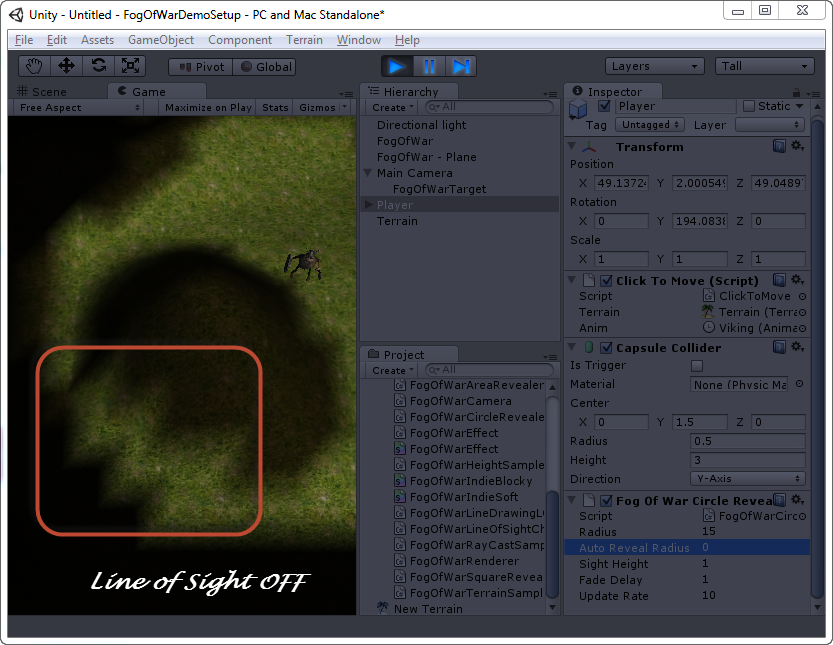 Unity - Untitled - FogOfWarDemoSetup - PC and Mac Standalone*
File Edit Assets GameObject Component Terrain Window Help
Pivot Global Layers Tall
Scene Game
Free Aspect Maximize on Play Stats Gizmos
Line of Sight OFF
Hierarchy
Create All
Directional light
FogOfWar
FogOfWar - Plane
Main Camera
FogOfWarTarget
Player
Terrain
Project
Create All
FogOfWarAreaRevealer
FogOfWarCamera
FogOfWarCircleReveale
FogOfWarEffect
FogOfWarEffect
FogOfWarHeightSample
FogOfWarIndieBlocky
FogOfWarIndieSoft
FogOfWarLineDrawingL
FogOfWarLineOfSightCh
FogOfWarRayCastSamp
FogOfWarRenderer
FogOfWarSquareRevea
FogOfWarTerrainSampl
New Terrain
Inspector
Player Static
Tag Untagged Layer
Transform
Position
X 49.13724 Y 2.000549 Z 49.0489
Rotation
X 0 Y 194.0838 Z 0
Scale
X 1 Y 1 Z 1
Click To Move (Script)
Script ClickToMove
Terrain Terrain (Terra
Anim Viking (Anima
Capsule Collider
Is Trigger
Material None (Physic Ma
Center
X 0 Y 1.5 Z 0
Radius 0.5
Height 3
Direction Y-Axis
Fog Of War Circle Revea
Script FogOfWarCirc
Radius 15
Auto Reveal Radius 0
Sight Height 1
Fade Delay 1
Update Rate 10